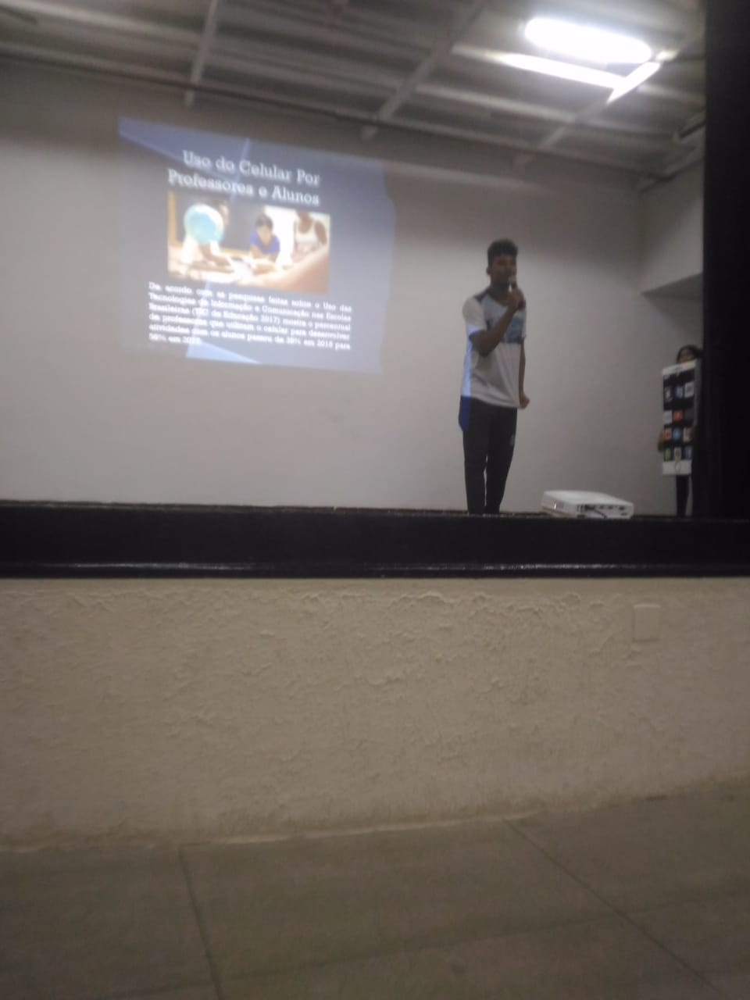 Uso do Celular Por
Professores e Alunos
De acordo com as pesquisas feitas sobre o Uso das
Tecnologias da Informação e Comunicação nas Escolas
Brasileiras (TIC da Educação 2017) mostra o percentual
de professores que utilizam o celular para desenvolver
atividades com os alunos passou de 39% em 2015 para
56% em